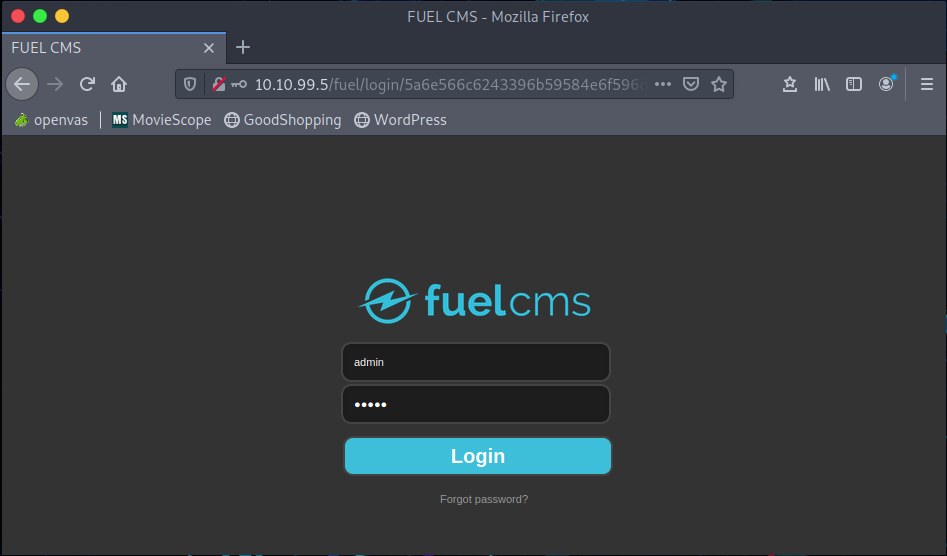 FUEL CMS - Mozilla Firefox
FUEL CMS
10.10.99.5/fuel/login/5a6e566c6243396b59584e6f596
openvas MS MovieScope GoodShopping WordPress
fuelcms
admin
•••••
Login
Forgot password?